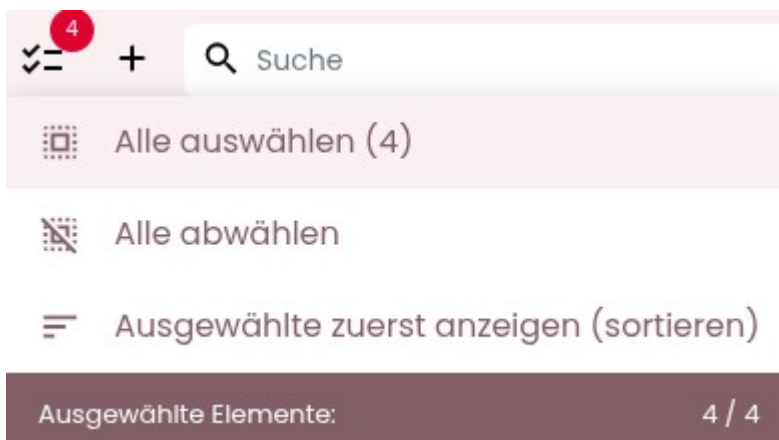 4
Suche
Alle auswählen (4)
Alle abwählen
Ausgewählte zuerst anzeigen (sortieren)
Ausgewählte Elemente: 4 / 4